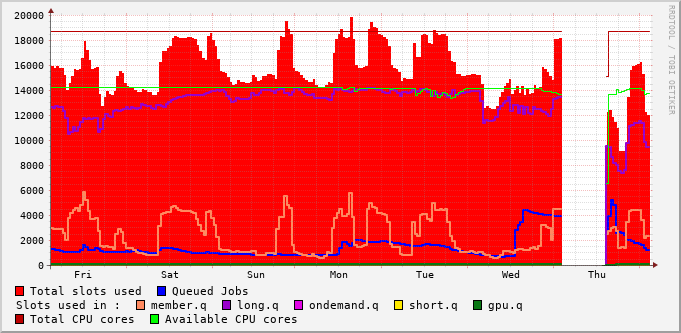 20000
18000
16000
14000
12000
10000
8000
6000
4000
2000
0
Fri Sat Sun Mon Tue Wed Thu
RRDTOOL / TOBI OETIKER
Total slots used Queued Jobs
Slots used in : member.q long.q ondemand.q short.q gpu.q
Total CPU cores Available CPU cores